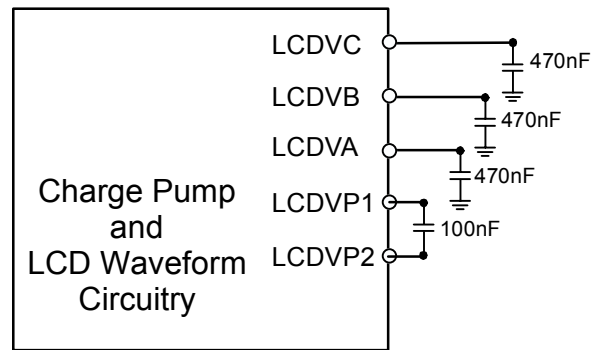 LCDVC
470nF
LCDVB
470nF
LCDVA
470nF
Charge Pump
and
LCD Waveform
Circuitry
LCDVP1
100nF
LCDVP2